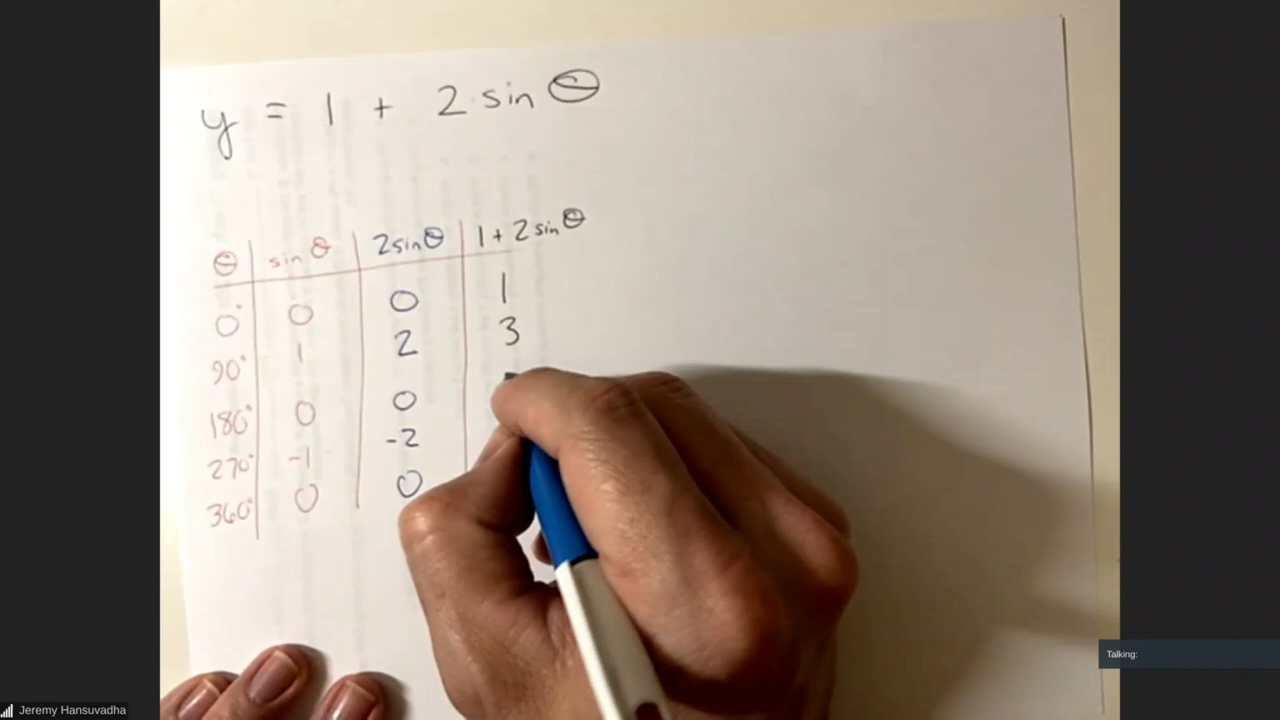 y = 1 + 2 sin Θ
Θ sin Θ 2sinΘ 1 + 2 sin Θ
0° 0 0 1
90° 1 2 3
180° 0 0
270° -1 -2
360° 0 0
Talking:
Jeremy Hansuvadha